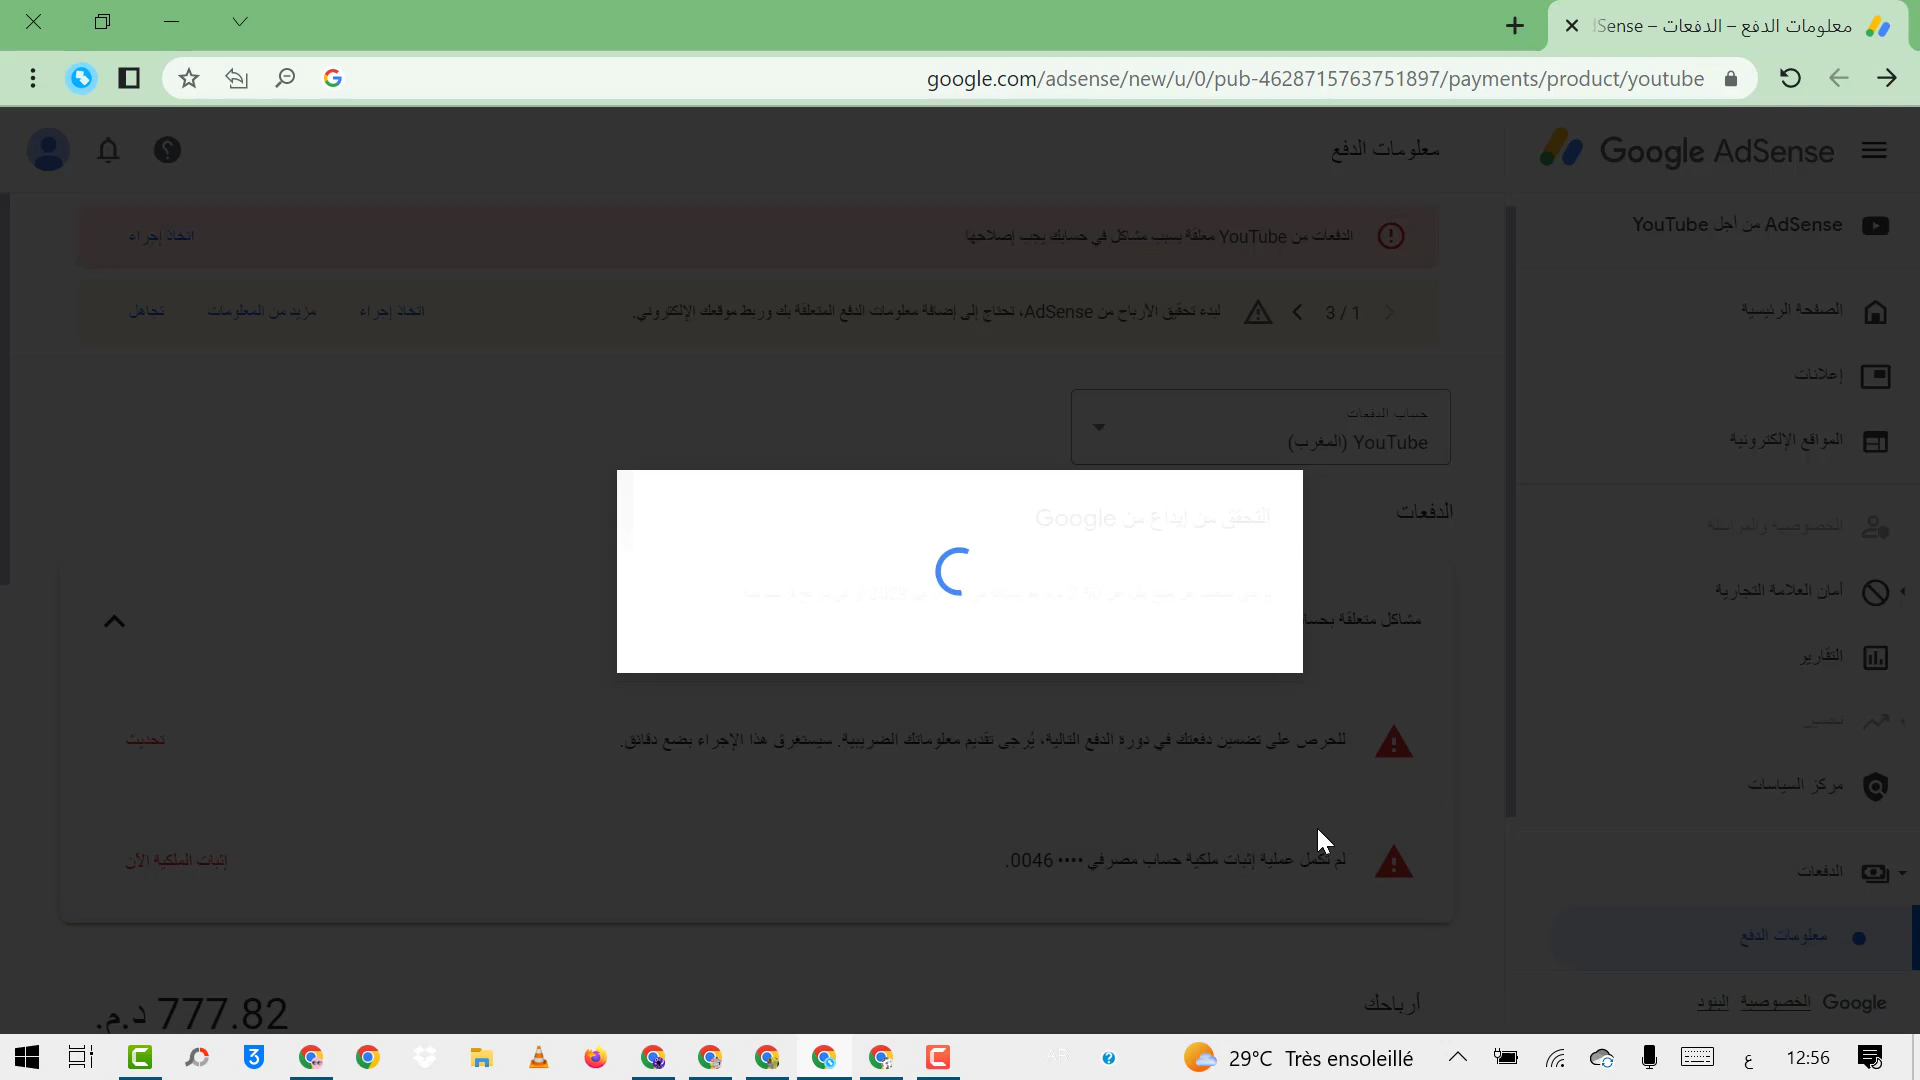 معلومات الدفع – الدفعات – Sense
google.com/adsense/new/u/0/pub-4628715763751897/payments/product/youtube
Google AdSense
معلومات الدفع
AdSense من أجل YouTube
الصفحة الرئيسية
إعلانات
المواقع الإلكترونية
الخصوصية والمراسلة
أمان العلامة التجارية
التقارير
تحسين
مركز السياسات
الدفعات
معلومات الدفع
Google الخصوصية البنود
الدفعات من YouTube معلقة بسبب مشاكل في حسابك يجب إصلاحها
اتخاذ إجراء
3 / 1
لبدء تحقيق الأرباح من AdSense، تحتاج إلى إضافة معلومات الدفع المتعلقة بك وربط موقعك الإلكتروني.
اتخاذ إجراء
مزيد من المعلومات
تجاهل
حساب الدفعات
YouTube (المغرب)
الدفعات
التحقق من إيداع من Google
مشاكل متعلقة
للحرص على تضمين دفعتك في دورة الدفع التالية، يُرجى تقديم معلوماتك الضريبية. سيستغرق هذا الإجراء بضع دقائق.
تحديث
لم تكمل عملية إثبات ملكية حساب مصرفي •••• 0046.
إثبات الملكية الآن
أرباحك
777.82 د.م.
29°C Très ensoleillé
ع
12:56